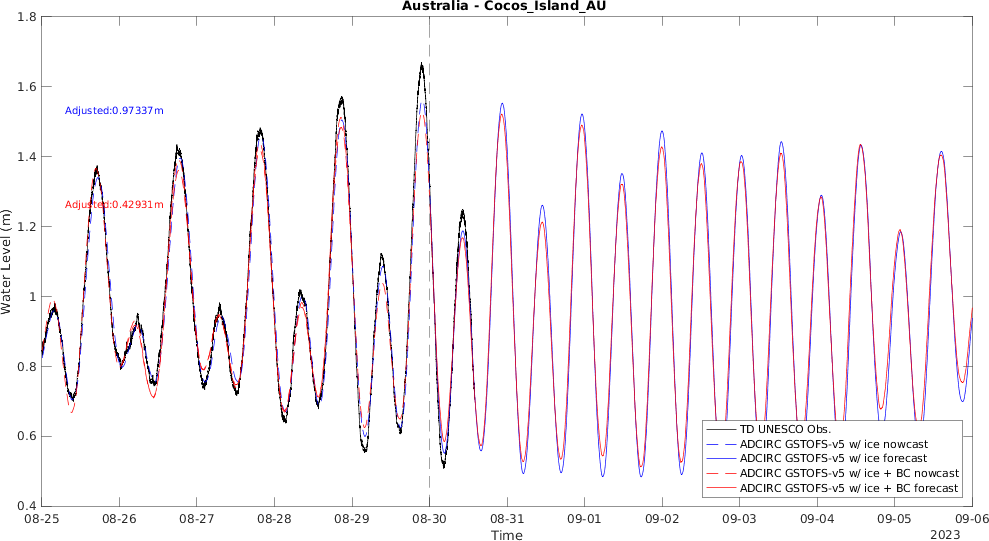 Australia - Cocos_Island_AU
1.8
1.6
1.4
1.2
1
0.8
0.6
0.4
Water Level (m)
Adjusted:0.97337m
Adjusted:0.42931m
TD UNESCO Obs.
ADCIRC GSTOFS-v5 w/ ice nowcast
ADCIRC GSTOFS-v5 w/ ice forecast
ADCIRC GSTOFS-v5 w/ ice + BC nowcast
ADCIRC GSTOFS-v5 w/ ice + BC forecast
08-25 08-26 08-27 08-28 08-29 08-30 08-31 09-01 09-02 09-03 09-04 09-05 09-06
Time
2023